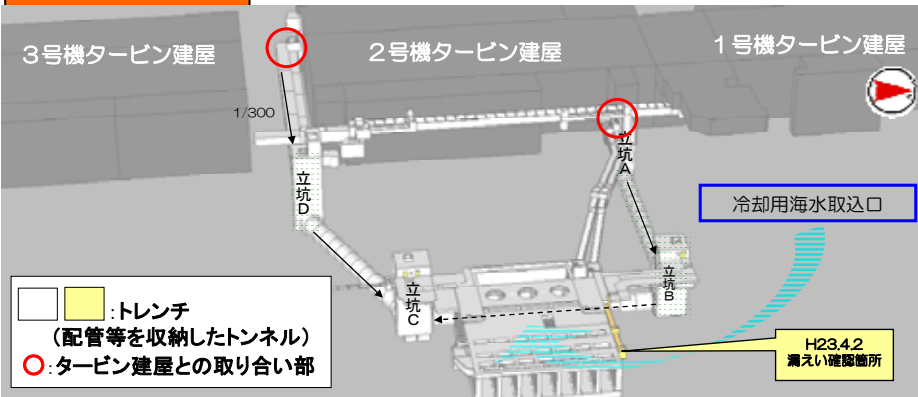 3号機タービン建屋
2号機タービン建屋
1号機タービン建屋
1/300
立坑A
立坑D
冷却用海水取込口
立坑B
立坑C
:トレンチ
(配管等を収納したトンネル)
:タービン建屋との取り合い部
H23.4.2
漏えい確認箇所